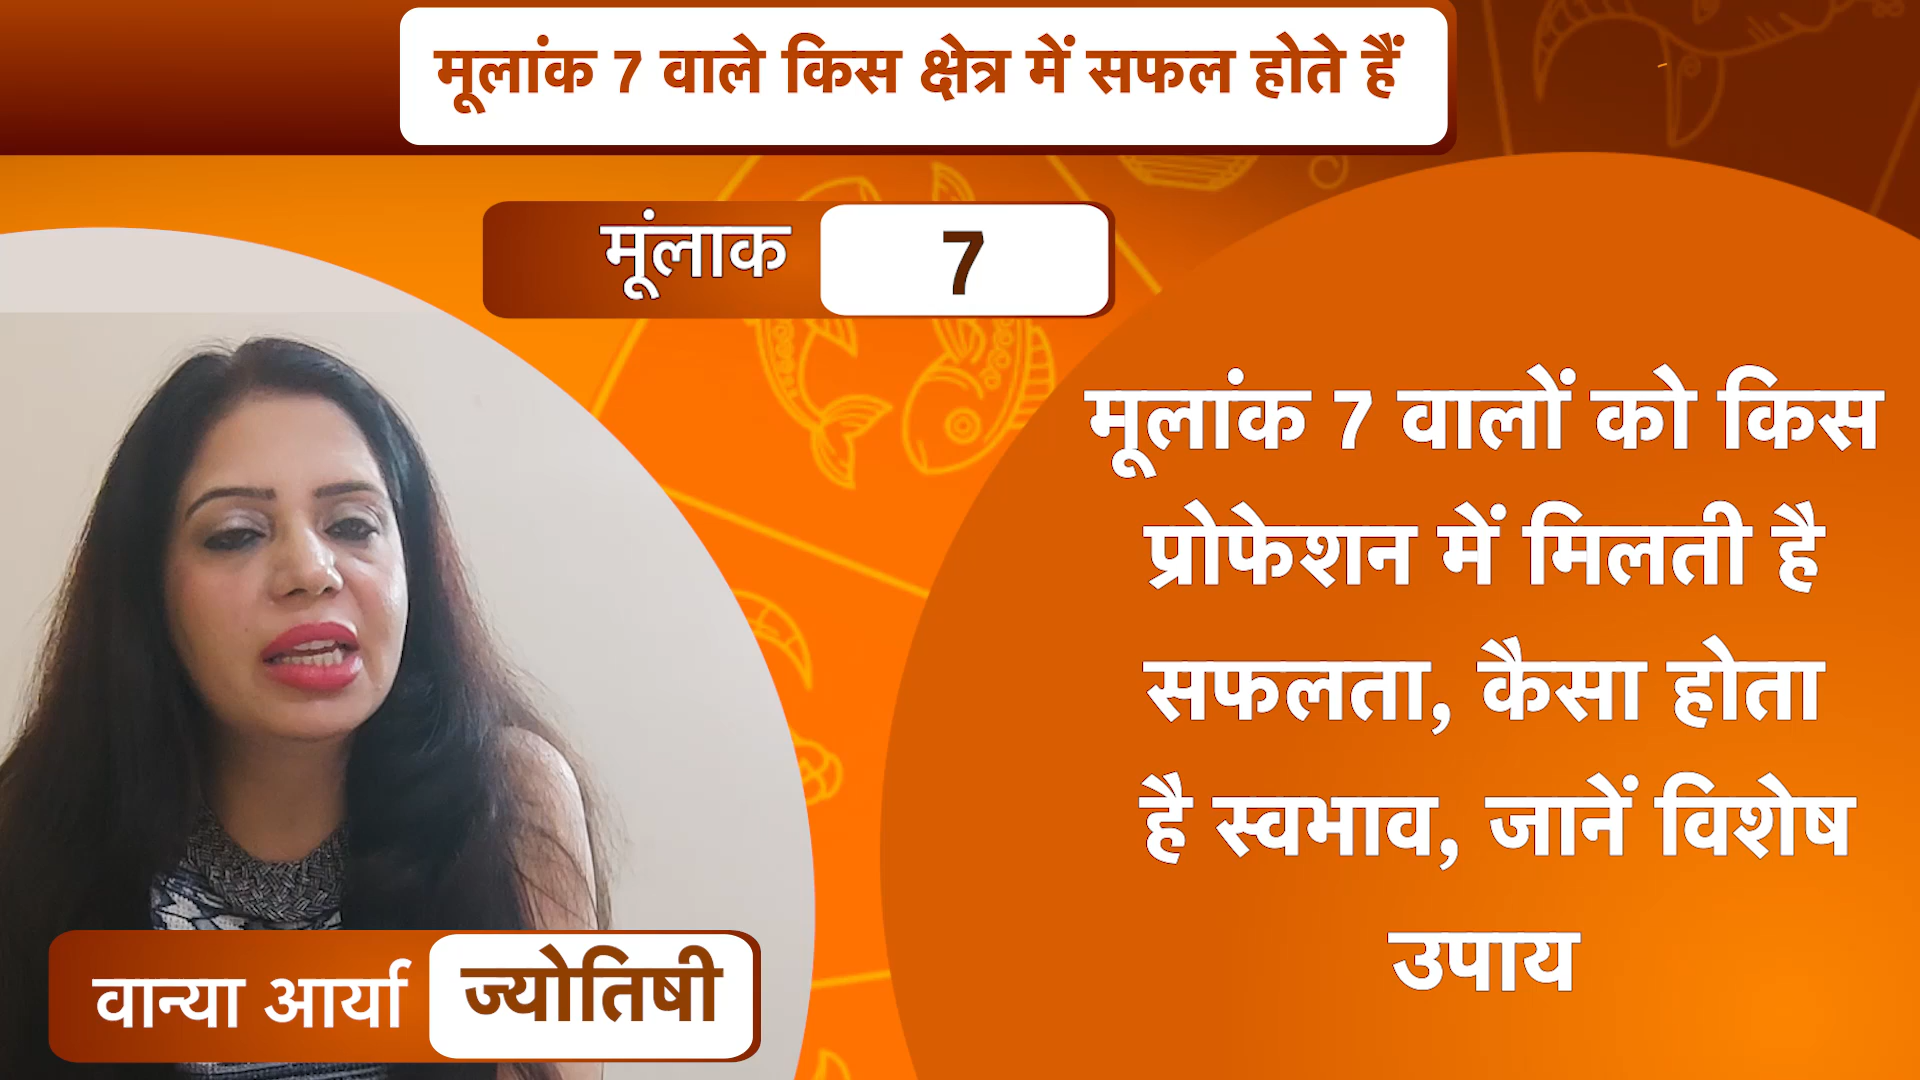 मूलांक 7 वाले किस क्षेत्र में सफल होते हैं
मूंलाक 7
मूलांक 7 वालों को किस
प्रोफेशन में मिलती है
सफलता, कैसा होता
है स्वभाव, जानें विशेष
उपाय
वान्या आर्या ज्योतिषी